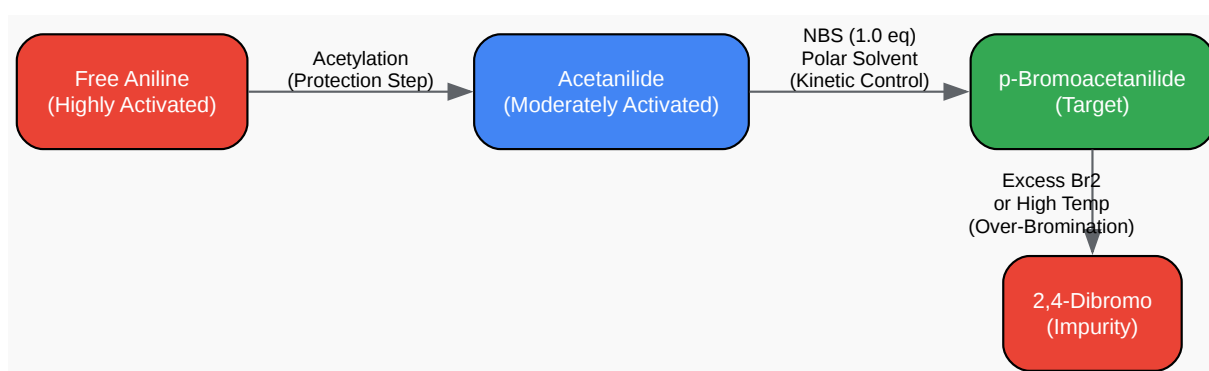 Free Aniline
(Highly Activated)
Acetylation
(Protection Step)
Acetanilide
(Moderately Activated)
NBS (1.0 eq)
Polar Solvent
(Kinetic Control)
p-Bromoacetanilide
(Target)
Excess Br2
or High Temp
(Over-Bromination)
2,4-Dibromo
(Impurity)